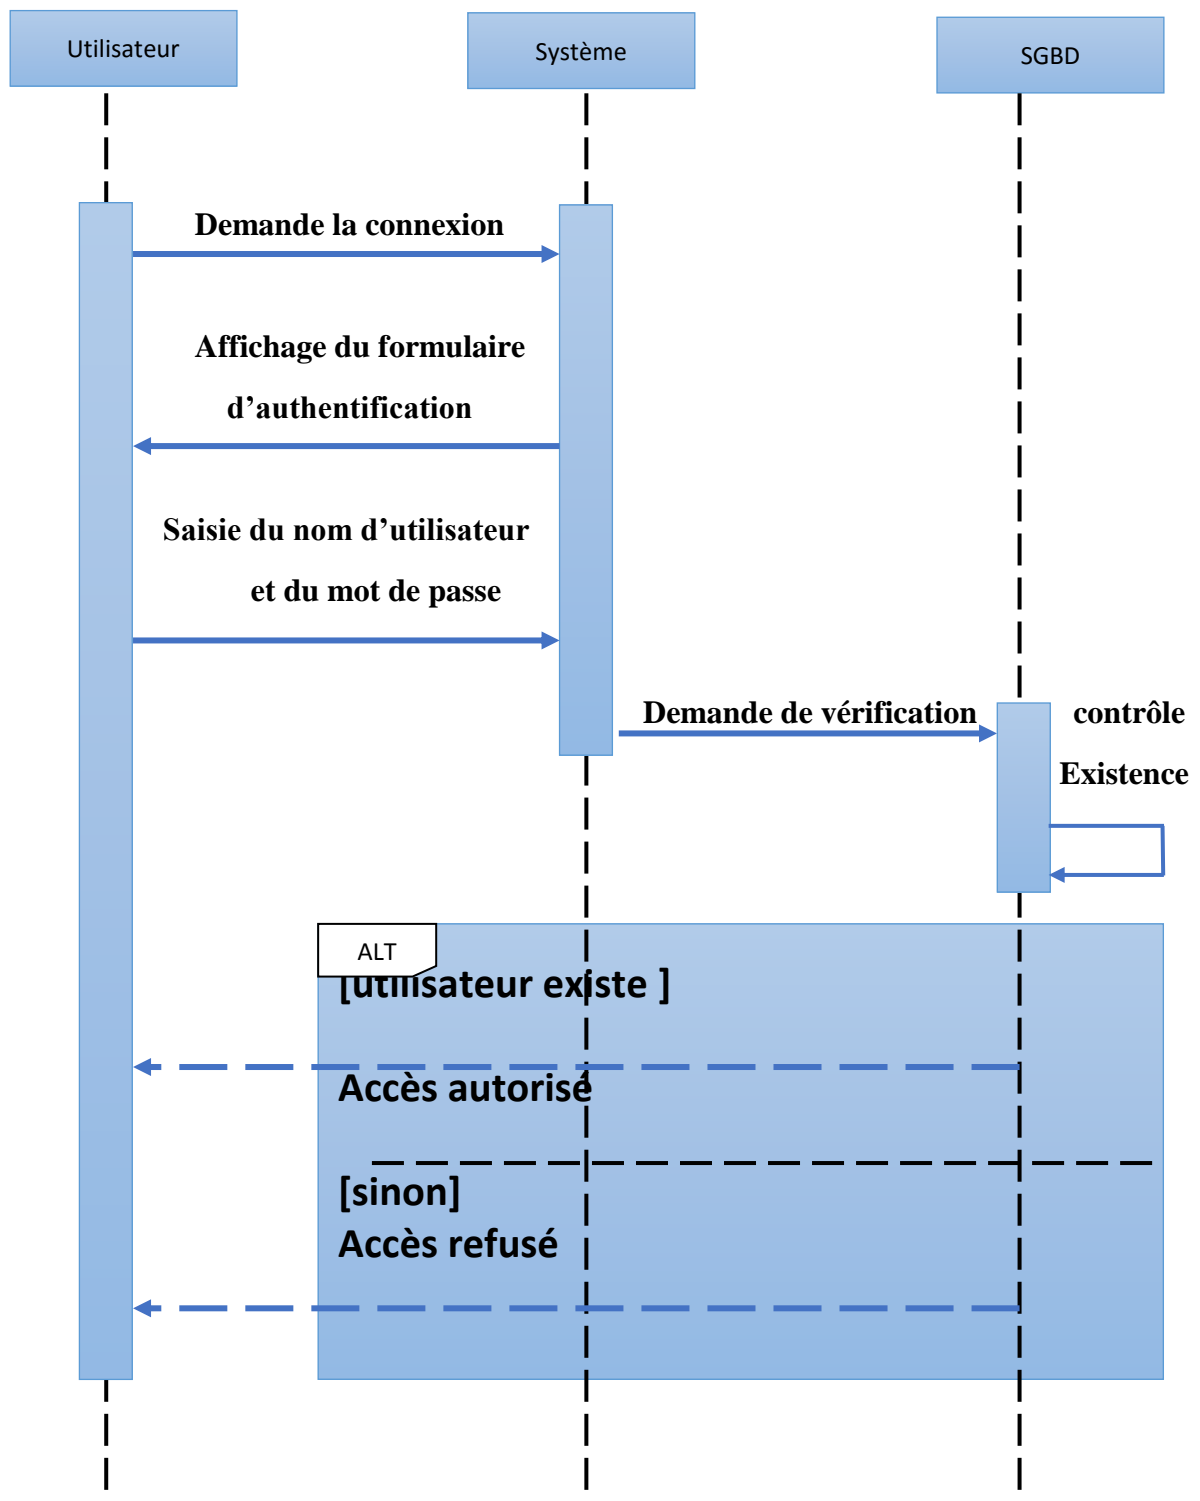 Utilisateur
Système
SGBD
Demande la connexion
Affichage du formulaire
d’authentification
Saisie du nom d’utilisateur
et du mot de passe
Demande de vérification
contrôle
Existence
ALT
[utilisateur existe ]
Accès autorisé
[sinon]
Accès refusé